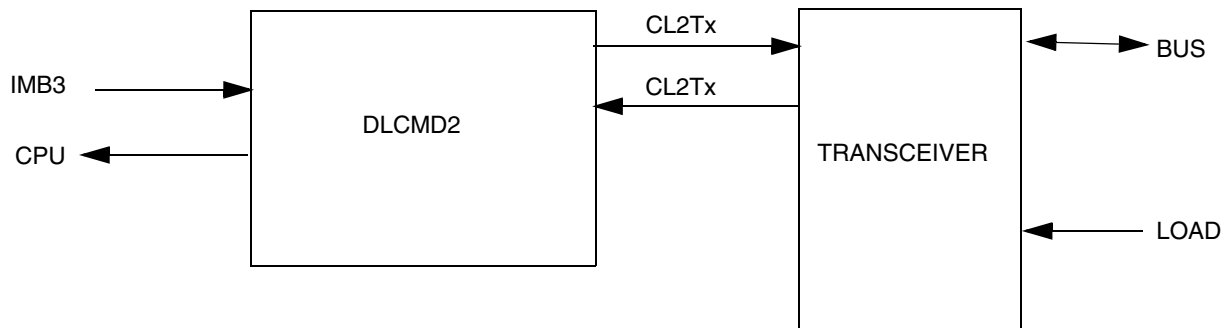 CL2Tx
BUS
IMB3
CL2Tx
DLCMD2
CPU
TRANSCEIVER
LOAD